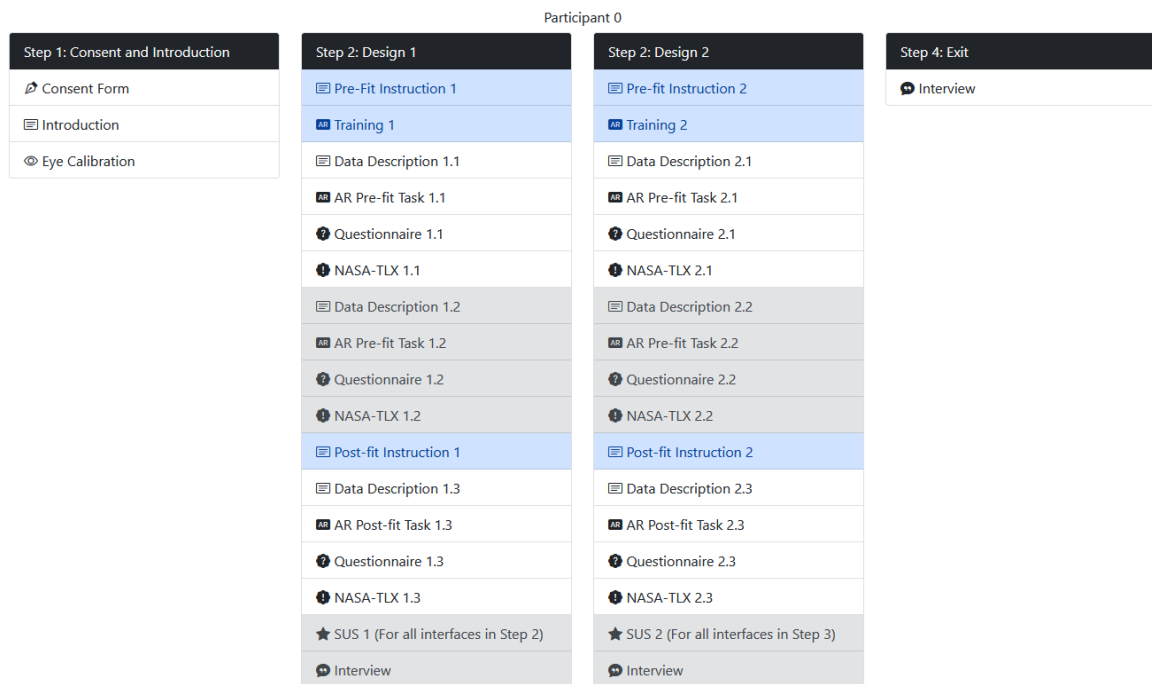 Participant 0
Step 1: Consent and Introduction
Consent Form
Introduction
Eye Calibration
Step 2: Design 1
Pre-Fit Instruction 1
AR Training 1
Data Description 1.1
AR AR Pre-fit Task 1.1
? Questionnaire 1.1
! NASA-TLX 1.1
Data Description 1.2
AR AR Pre-fit Task 1.2
? Questionnaire 1.2
! NASA-TLX 1.2
Post-fit Instruction 1
Data Description 1.3
AR AR Post-fit Task 1.3
? Questionnaire 1.3
! NASA-TLX 1.3
SUS 1 (For all interfaces in Step 2)
Interview
Step 2: Design 2
Pre-fit Instruction 2
AR Training 2
Data Description 2.1
AR AR Pre-fit Task 2.1
? Questionnaire 2.1
! NASA-TLX 2.1
Data Description 2.2
AR AR Pre-fit Task 2.2
? Questionnaire 2.2
! NASA-TLX 2.2
Post-fit Instruction 2
Data Description 2.3
AR AR Post-fit Task 2.3
? Questionnaire 2.3
! NASA-TLX 2.3
SUS 2 (For all interfaces in Step 3)
Interview
Step 4: Exit
Interview